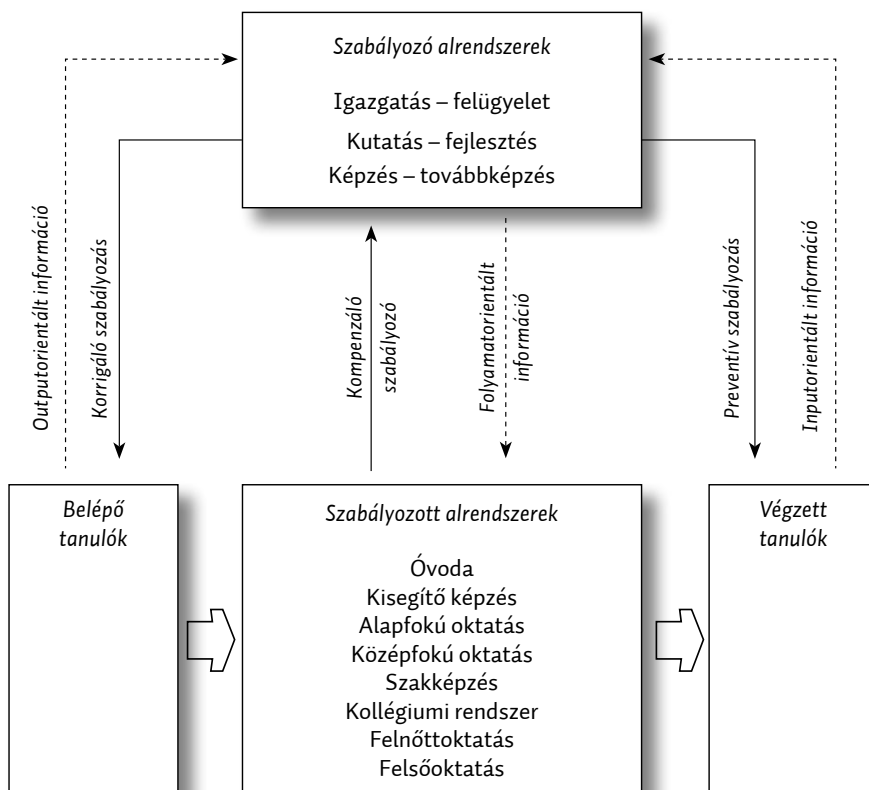 Szabályozó alrendszerek
Igazgatás – felügyelet
Kutatás – fejlesztés
Képzés – továbbképzés
Outputorientált információ
Korrigáló szabályozás
Kompenzáló
szabályozó
Folyamatorientált
információ
Preventív szabályozás
Inputorientált információ
Belépő
tanulók
Szabályozott alrendszerek
Óvoda
Kisegítő képzés
Alapfokú oktatás
Középfokú oktatás
Szakképzés
Kollégiumi rendszer
Felnőttoktatás
Felsőoktatás
Végzett
tanulók